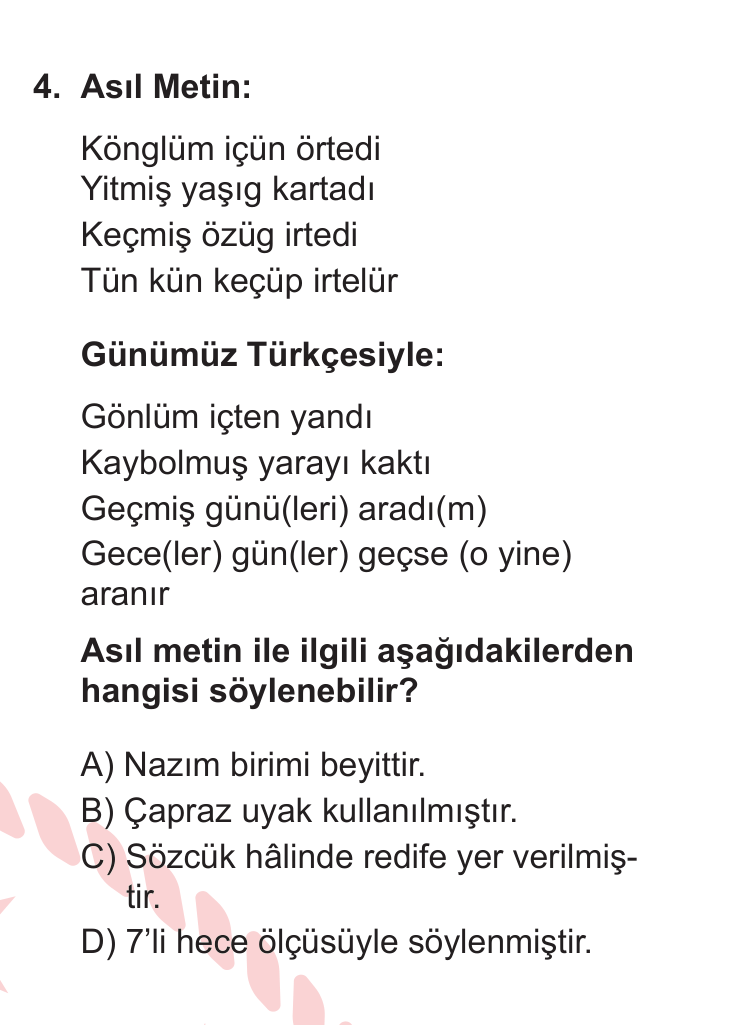 4. Asıl Metin:
Könglüm içün örtedi
Yitmiş yaşıg kartadı
Keçmiş özüg irtedi
Tün kün keçüp irtelür
Günümüz Türkçesiyle:
Gönlüm içten yandı
Kaybolmuş yarayı kaktı
Geçmiş günü(leri) aradı(m)
Gece(ler) gün(ler) geçse (o yine)
aranır
Asıl metin ile ilgili aşağıdakilerden
hangisi söylenebilir?
A) Nazım birimi beyittir.
B) Çapraz uyak kullanılmıştır.
C) Sözcük hâlinde redife yer verilmiş-
tir.
D) 7’li hece ölçüsüyle söylenmiştir.